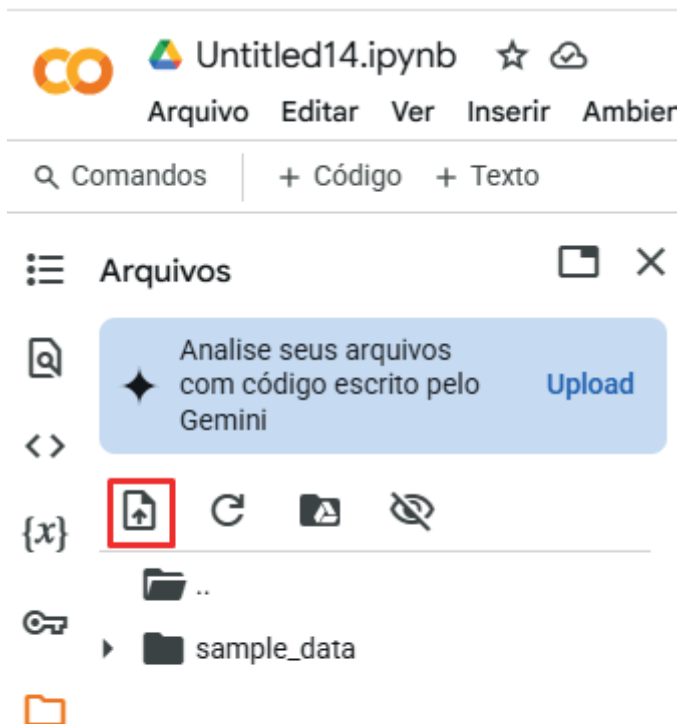 CO
Untitled14.ipynb
Arquivo Editar Ver Inserir Ambien
Comandos + Código + Texto
Arquivos
Analise seus arquivos
com código escrito pelo
Gemini
Upload
{x}
..
sample_data